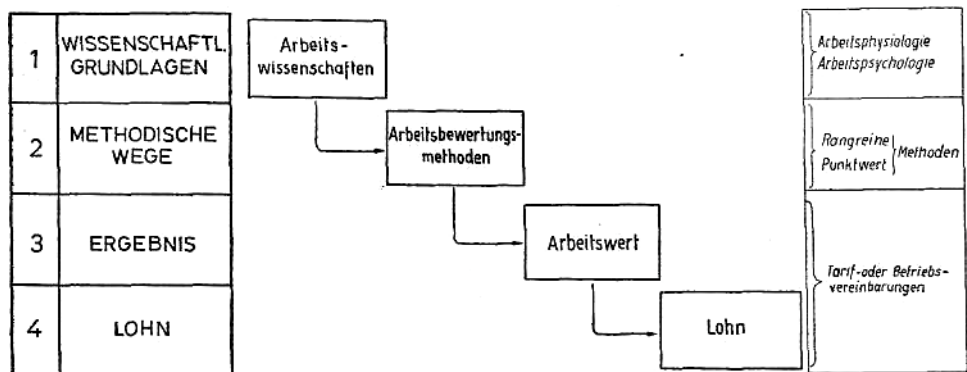 1
WISSENSCHAFTL.
GRUNDLAGEN
Arbeits-
wissenschaften
Arbeitsphysiologie
Arbeitspsychologie
2
METHODISCHE
WEGE
Arbeitsbewertungs-
methoden
Rangreihe
Punktwert
Methoden
3
ERGEBNIS
Arbeitswert
Tarif-oder Betriebs-
vereinbarungen
4
LOHN
Lohn